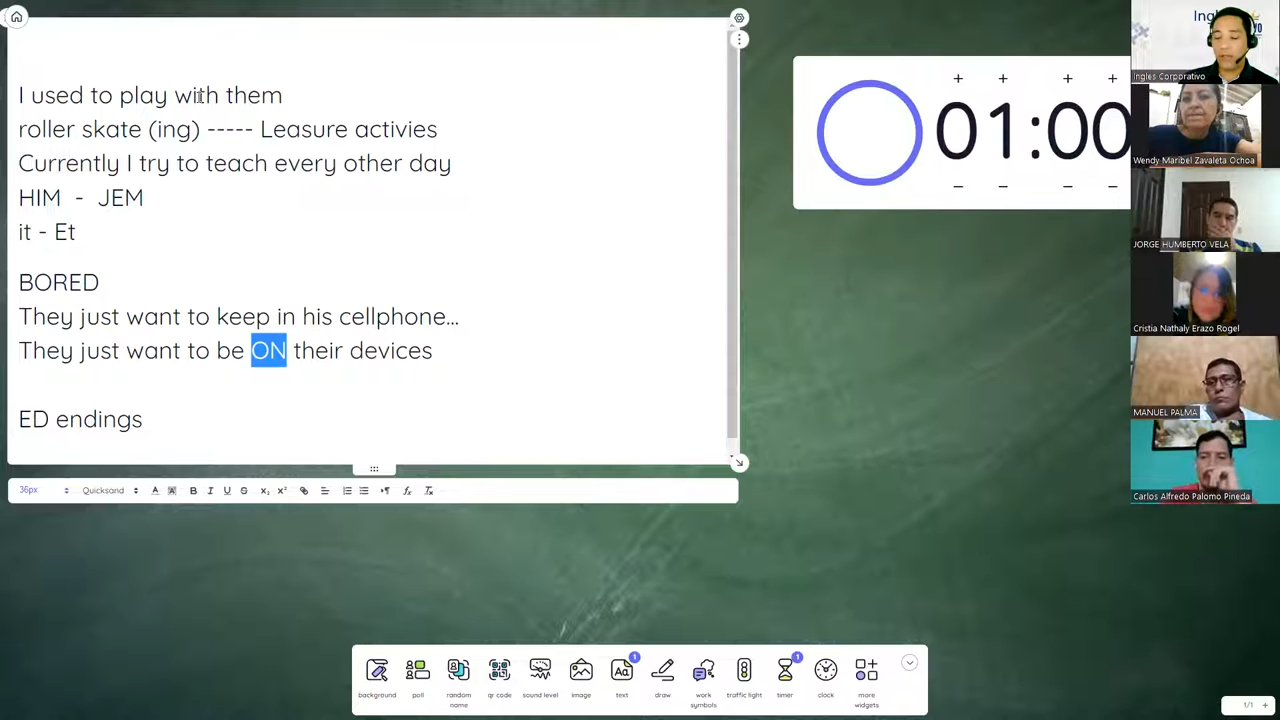 I used to play with them
roller skate (ing) ----- Leasure activies
Currently I try to teach every other day
HIM - JEM
it - Et
BORED
They just want to keep in his cellphone...
They just want to be ON their devices
ED endings
36px
Quicksand
01:00
Ingles Corporativo
Wendy Maribel Zavaleta Ochoa
JORGE HUMBERTO VELA
Cristia Nathaly Erazo Rogel
MANUEL PALMA
Carlos Alfredo Palomo Pineda
background
poll
random name
qr code
sound level
image
text
draw
work symbols
traffic light
timer
clock
more widgets
1/1